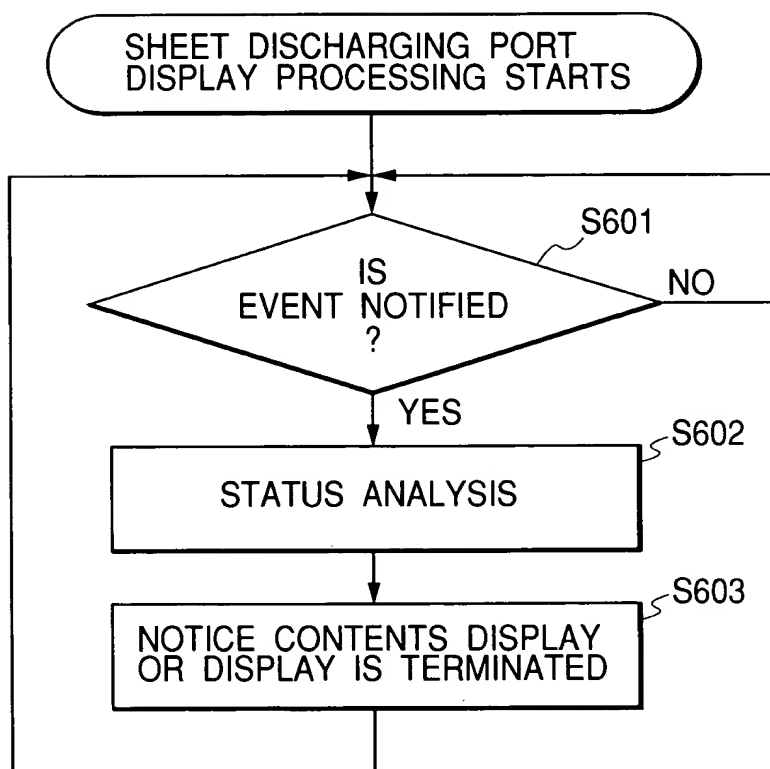 SHEET DISCHARGING PORT
DISPLAY PROCESSING STARTS
S601
IS
EVENT NOTIFIED
?
NO
YES
S602
STATUS ANALYSIS
S603
NOTICE CONTENTS DISPLAY
OR DISPLAY IS TERMINATED